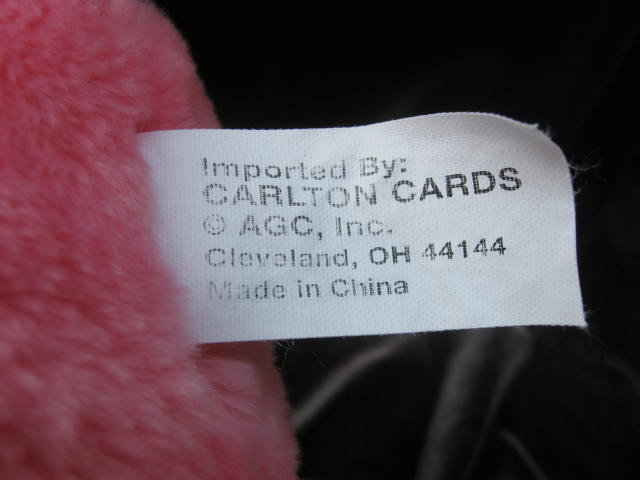 Imported By:
CARLTON CARDS
© AGC, Inc.
Cleveland, OH 44144
Made in China